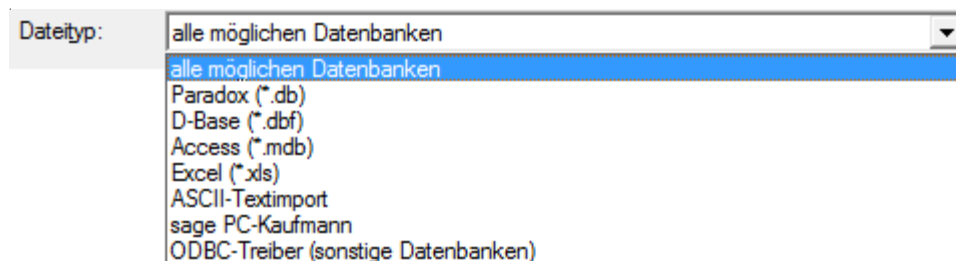 Dateityp: alle möglichen Datenbanken
alle möglichen Datenbanken
Paradox (*.db)
D-Base (*.dbf)
Access (*.mdb)
Excel (*.xls)
ASCII-Textimport
sage PC-Kaufmann
ODBC-Treiber (sonstige Datenbanken)